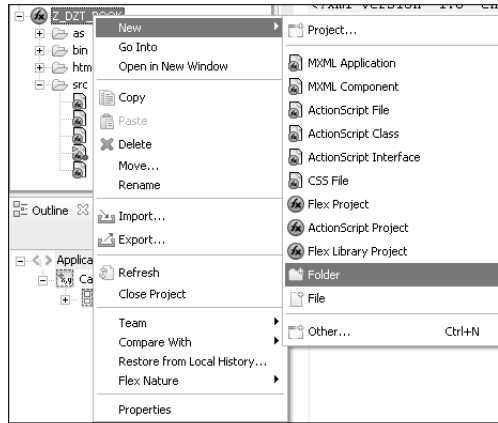 Z_DZT_BOOK
as
bin
htm
src
Outline
Applica
Ca
New
Go Into
Open in New Window
Copy
Paste
Delete
Move...
Rename
Import...
Export...
Refresh
Close Project
Team
Compare With
Restore from Local History...
Flex Nature
Properties
Project...
MXML Application
MXML Component
ActionScript File
ActionScript Class
ActionScript Interface
CSS File
Flex Project
ActionScript Project
Flex Library Project
Folder
File
Other... Ctrl+N